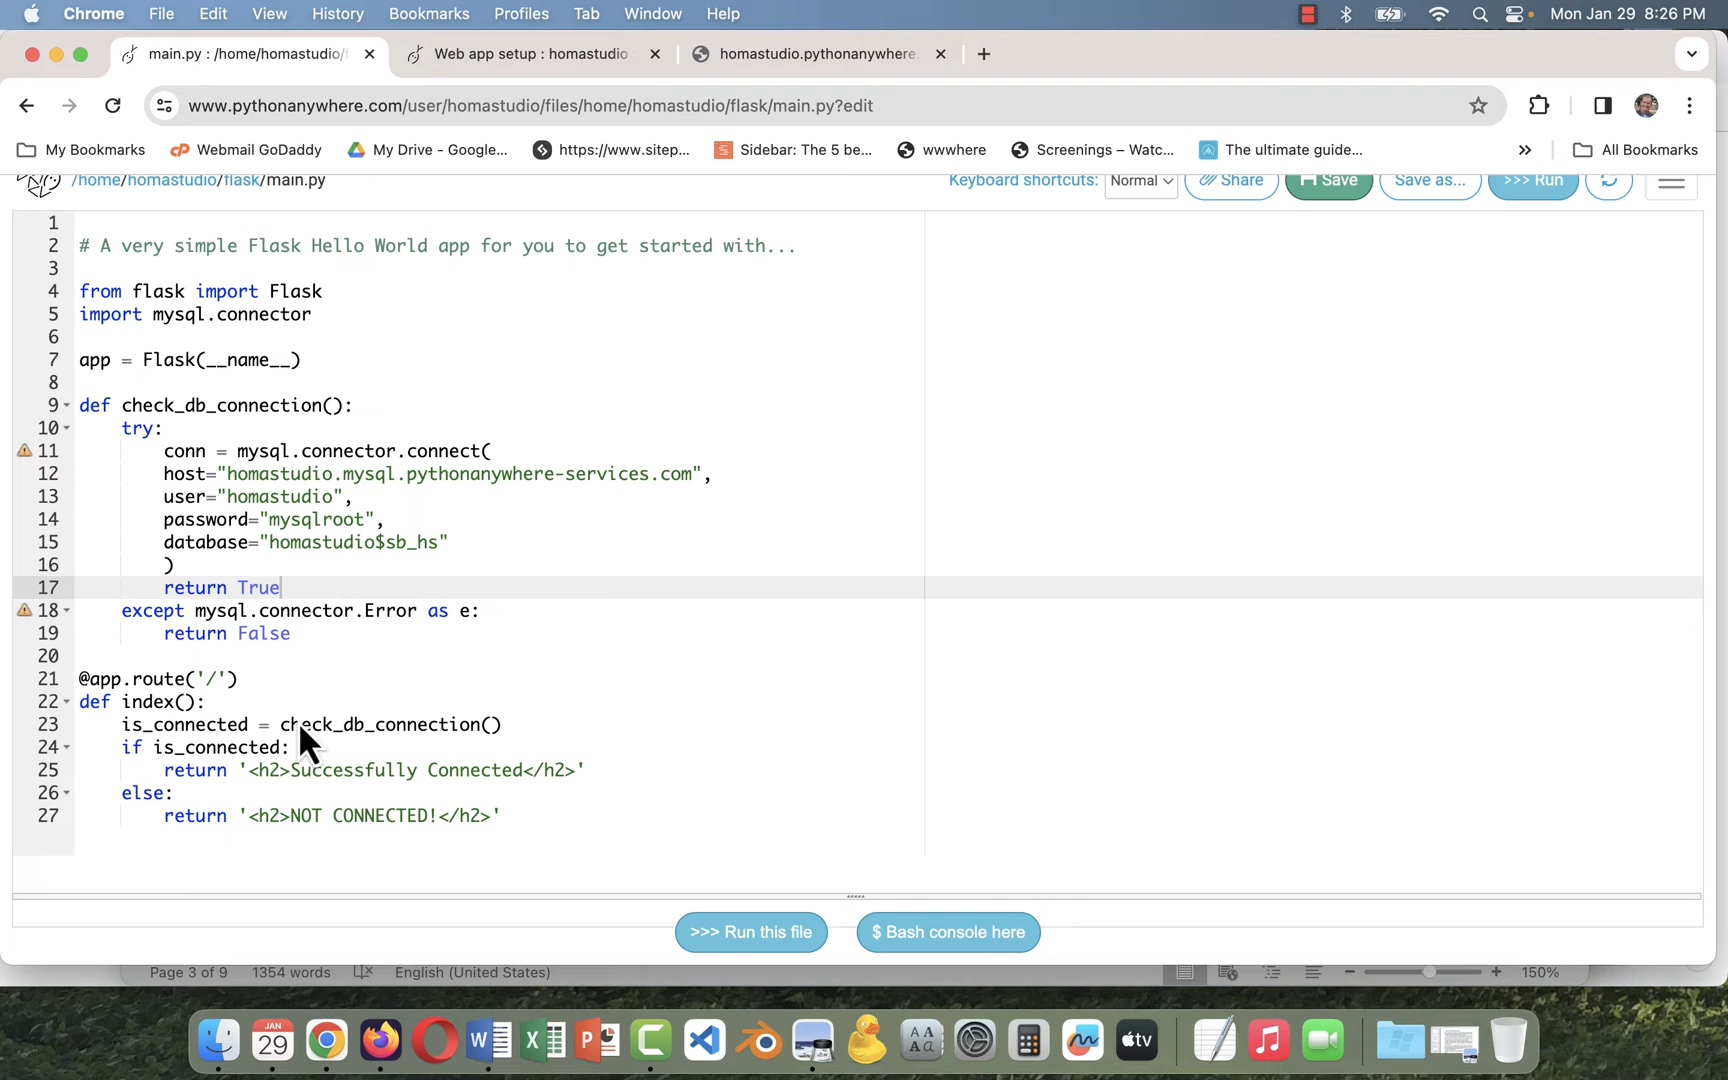 Chrome File Edit View History Bookmarks Profiles Tab Window Help Mon Jan 29 8:26 PM
main.py : /home/homastudio/f Web app setup : homastudio homastudio.pythonanywhere.
www.pythonanywhere.com/user/homastudio/files/home/homastudio/flask/main.py?edit
My Bookmarks Webmail GoDaddy My Drive - Google... https://www.sitep... Sidebar: The 5 be... wwwhere Screenings – Watc... The ultimate guide... » All Bookmarks
/home/homastudio/flask/main.py Keyboard shortcuts: Normal Share Save Save as... >>> Run
1
2 # A very simple Flask Hello World app for you to get started with...
3
4 from flask import Flask
5 import mysql.connector
6
7 app = Flask(__name__)
8
9 def check_db_connection():
10 try:
11 conn = mysql.connector.connect(
12 host="homastudio.mysql.pythonanywhere-services.com",
13 user="homastudio",
14 password="mysqlroot",
15 database="homastudio$sb_hs"
16 )
17 return True
18 except mysql.connector.Error as e:
19 return False
20
21 @app.route('/')
22 def index():
23 is_connected = check_db_connection()
24 if is_connected:
25 return '<h2>Successfully Connected</h2>'
26 else:
27 return '<h2>NOT CONNECTED!</h2>'
>>> Run this file $ Bash console here
Page 3 of 9 1354 words English (United States) 150%
JAN
29